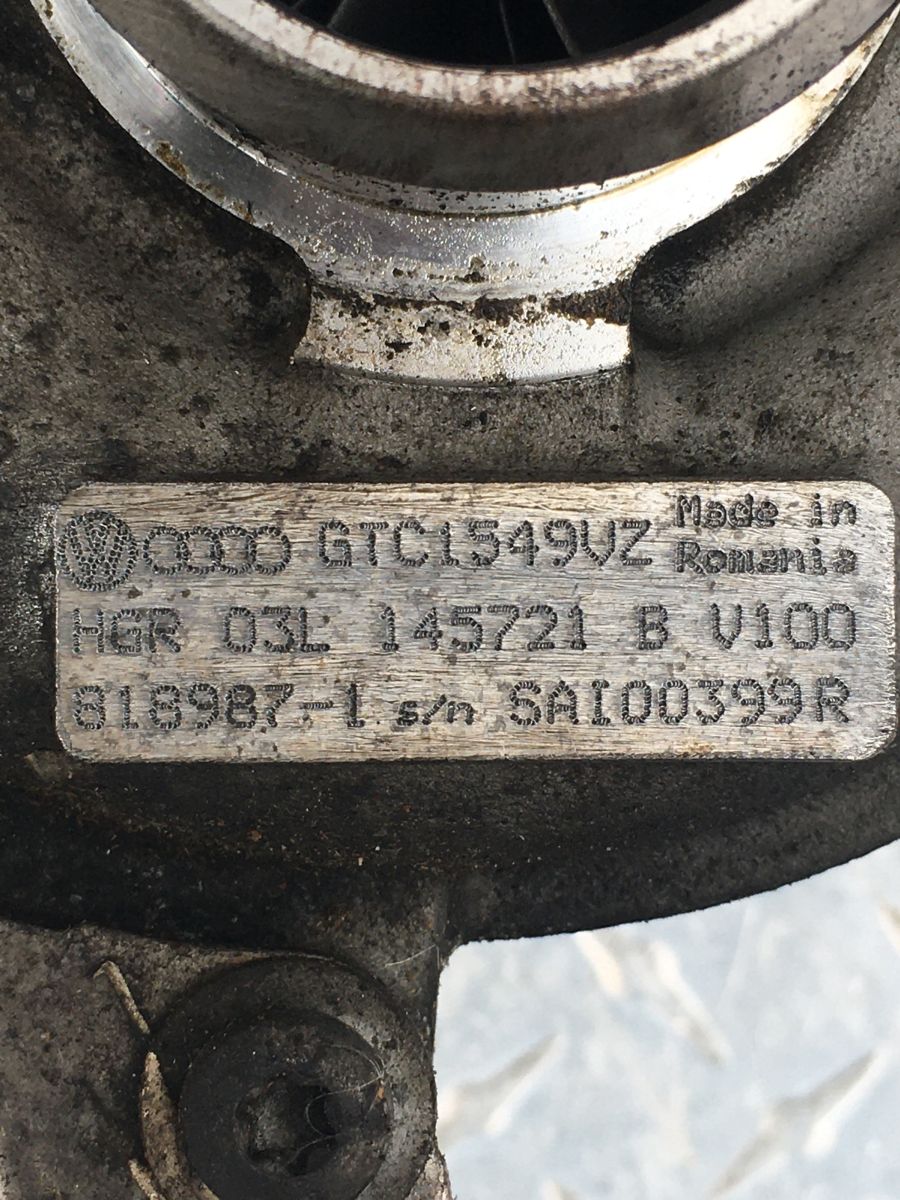 GTC1549VZ Made in Romania
HGR 03L 145721 B V100
818987-1 s/n SAI00399R